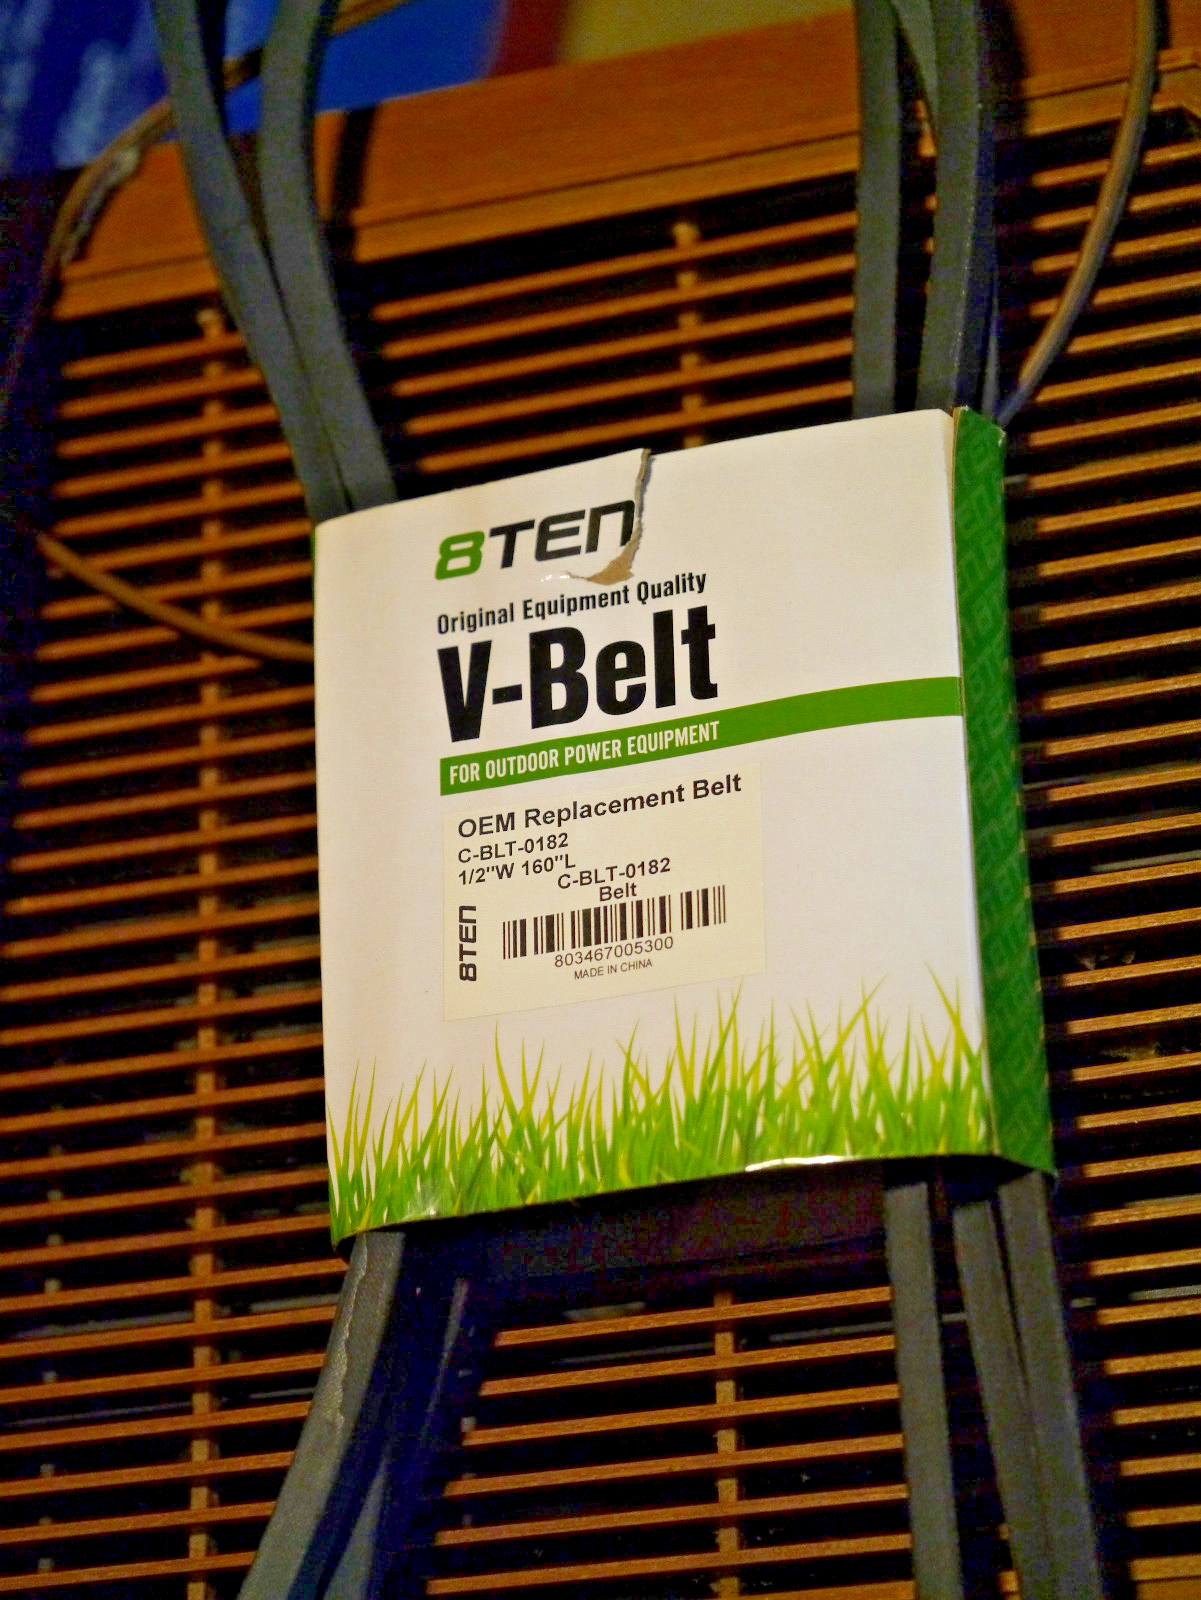 8TEN
Original Equipment Quality
V-Belt
FOR OUTDOOR POWER EQUIPMENT
OEM Replacement Belt
C-BLT-0182
1/2"W 160"L
C-BLT-0182
Belt
8TEN
803467005300
MADE IN CHINA